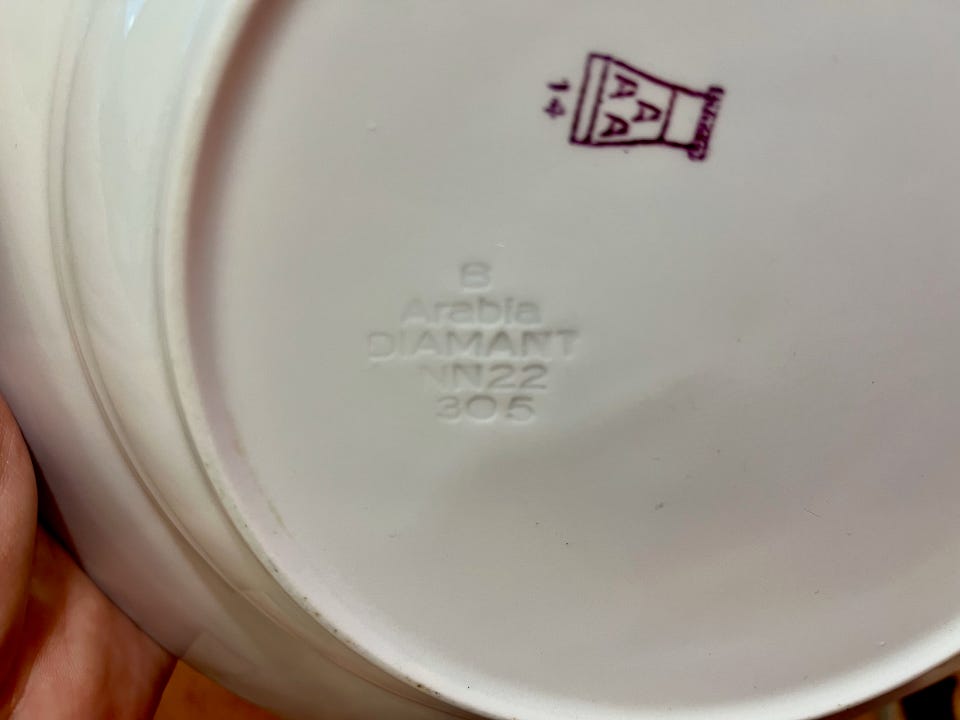 14
A A
A
B
Arabia
DIAMANT
NN22
305